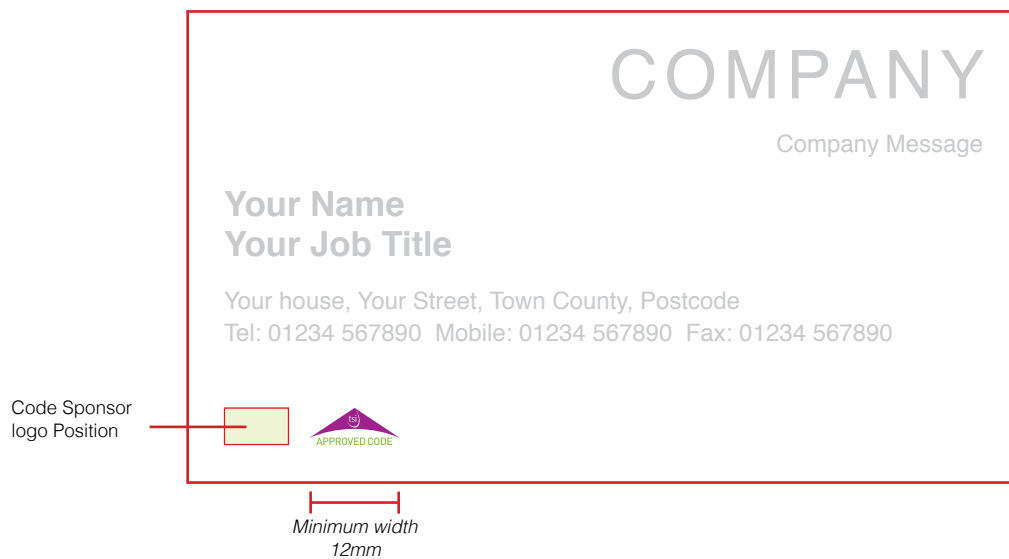 COMPANY
Company Message
Your Name
Your Job Title
Your house, Your Street, Town County, Postcode
Tel: 01234 567890  Mobile: 01234 567890  Fax: 01234 567890
Code Sponsor
logo Position
tsi
APPROVED CODE
Minimum width
12mm